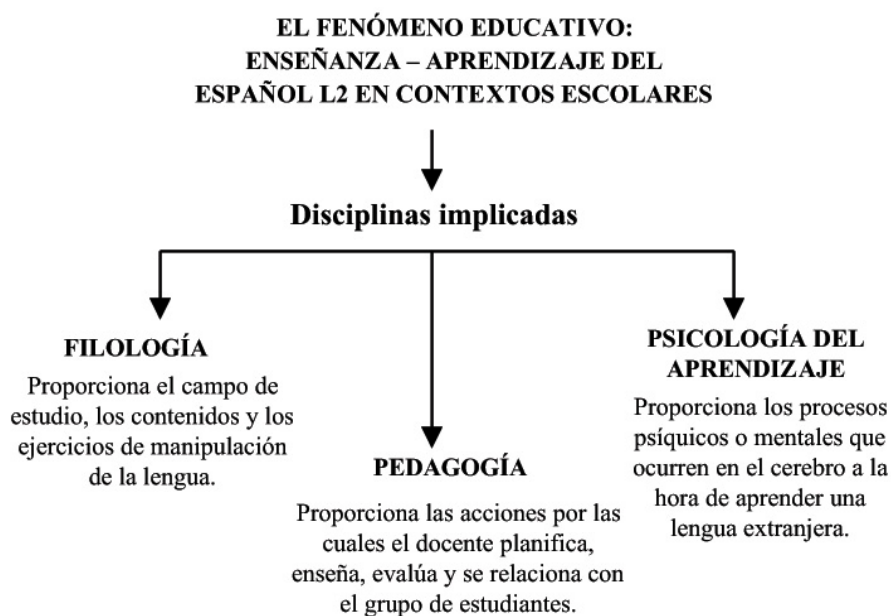 EL FENÓMENO EDUCATIVO:
ENSEÑANZA – APRENDIZAJE DEL
ESPAÑOL L2 EN CONTEXTOS ESCOLARES
Disciplinas implicadas
FILOLOGÍA
Proporciona el campo de
estudio, los contenidos y los
ejercicios de manipulación
de la lengua.
PEDAGOGÍA
Proporciona las acciones por las
cuales el docente planifica,
enseña, evalúa y se relaciona con
el grupo de estudiantes.
PSICOLOGÍA DEL
APRENDIZAJE
Proporciona los procesos
psíquicos o mentales que
ocurren en el cerebro a la
hora de aprender una
lengua extranjera.